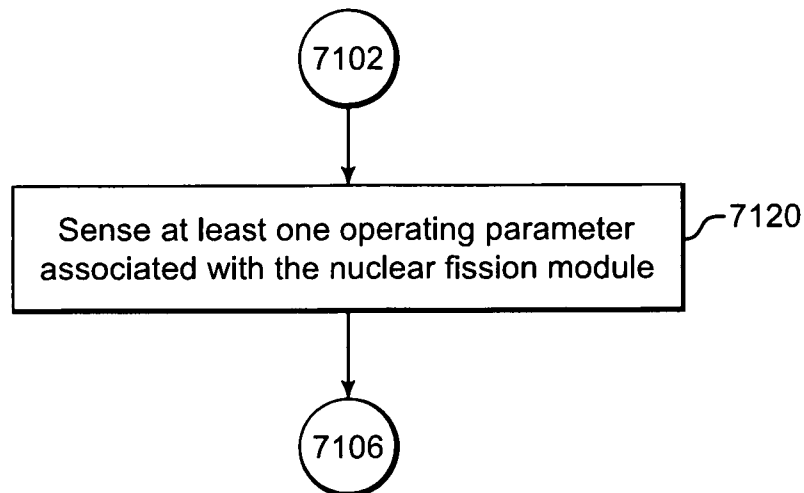 7102
Sense at least one operating parameter
associated with the nuclear fission module
7120
7106